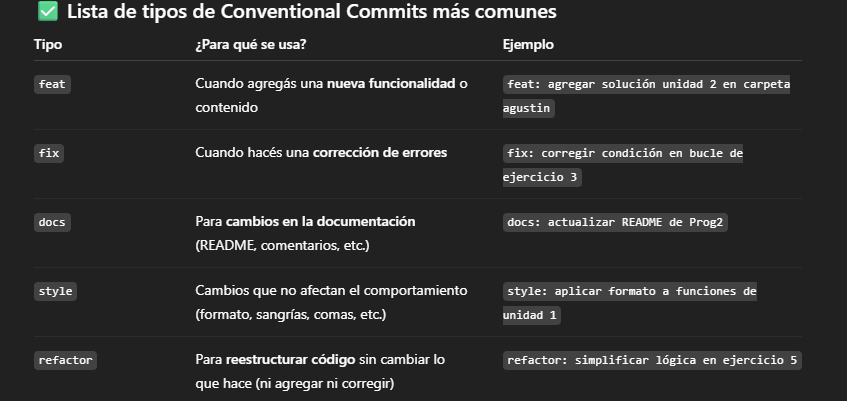 ✅ Lista de tipos de Conventional Commits más comunes
Tipo ¿Para qué se usa? Ejemplo
feat Cuando agregás una nueva funcionalidad o feat: agregar solución unidad 2 en carpeta
contenido agustin
fix Cuando hacés una corrección de errores fix: corregir condición en bucle de
ejercicio 3
docs Para cambios en la documentación docs: actualizar README de Prog2
(README, comentarios, etc.)
style Cambios que no afectan el comportamiento style: aplicar formato a funciones de
(formato, sangrías, comas, etc.) unidad 1
refactor Para reestructurar código sin cambiar lo refactor: simplificar lógica en ejercicio 5
que hace (ni agregar ni corregir)